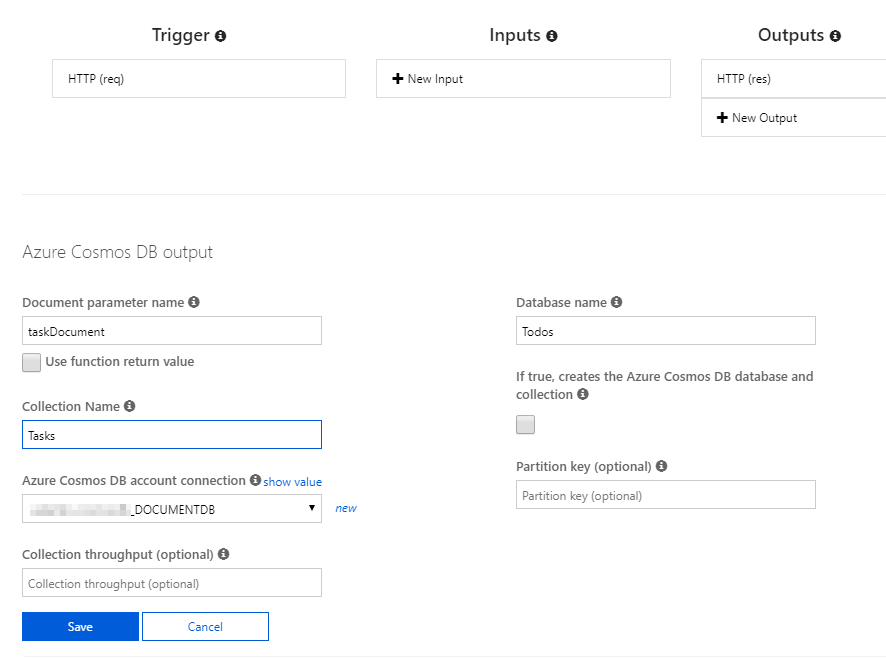 Trigger
Inputs
Outputs
HTTP (req)
New Input
HTTP (res)
New Output
Azure Cosmos DB output
Document parameter name
taskDocument
Use function return value
Database name
Todos
If true, creates the Azure Cosmos DB database and
collection
Collection Name
Tasks
Azure Cosmos DB account connection
show value
_DOCUMENTDB
new
Partition key (optional)
Partition key (optional)
Collection throughput (optional)
Collection throughput (optional)
Save
Cancel